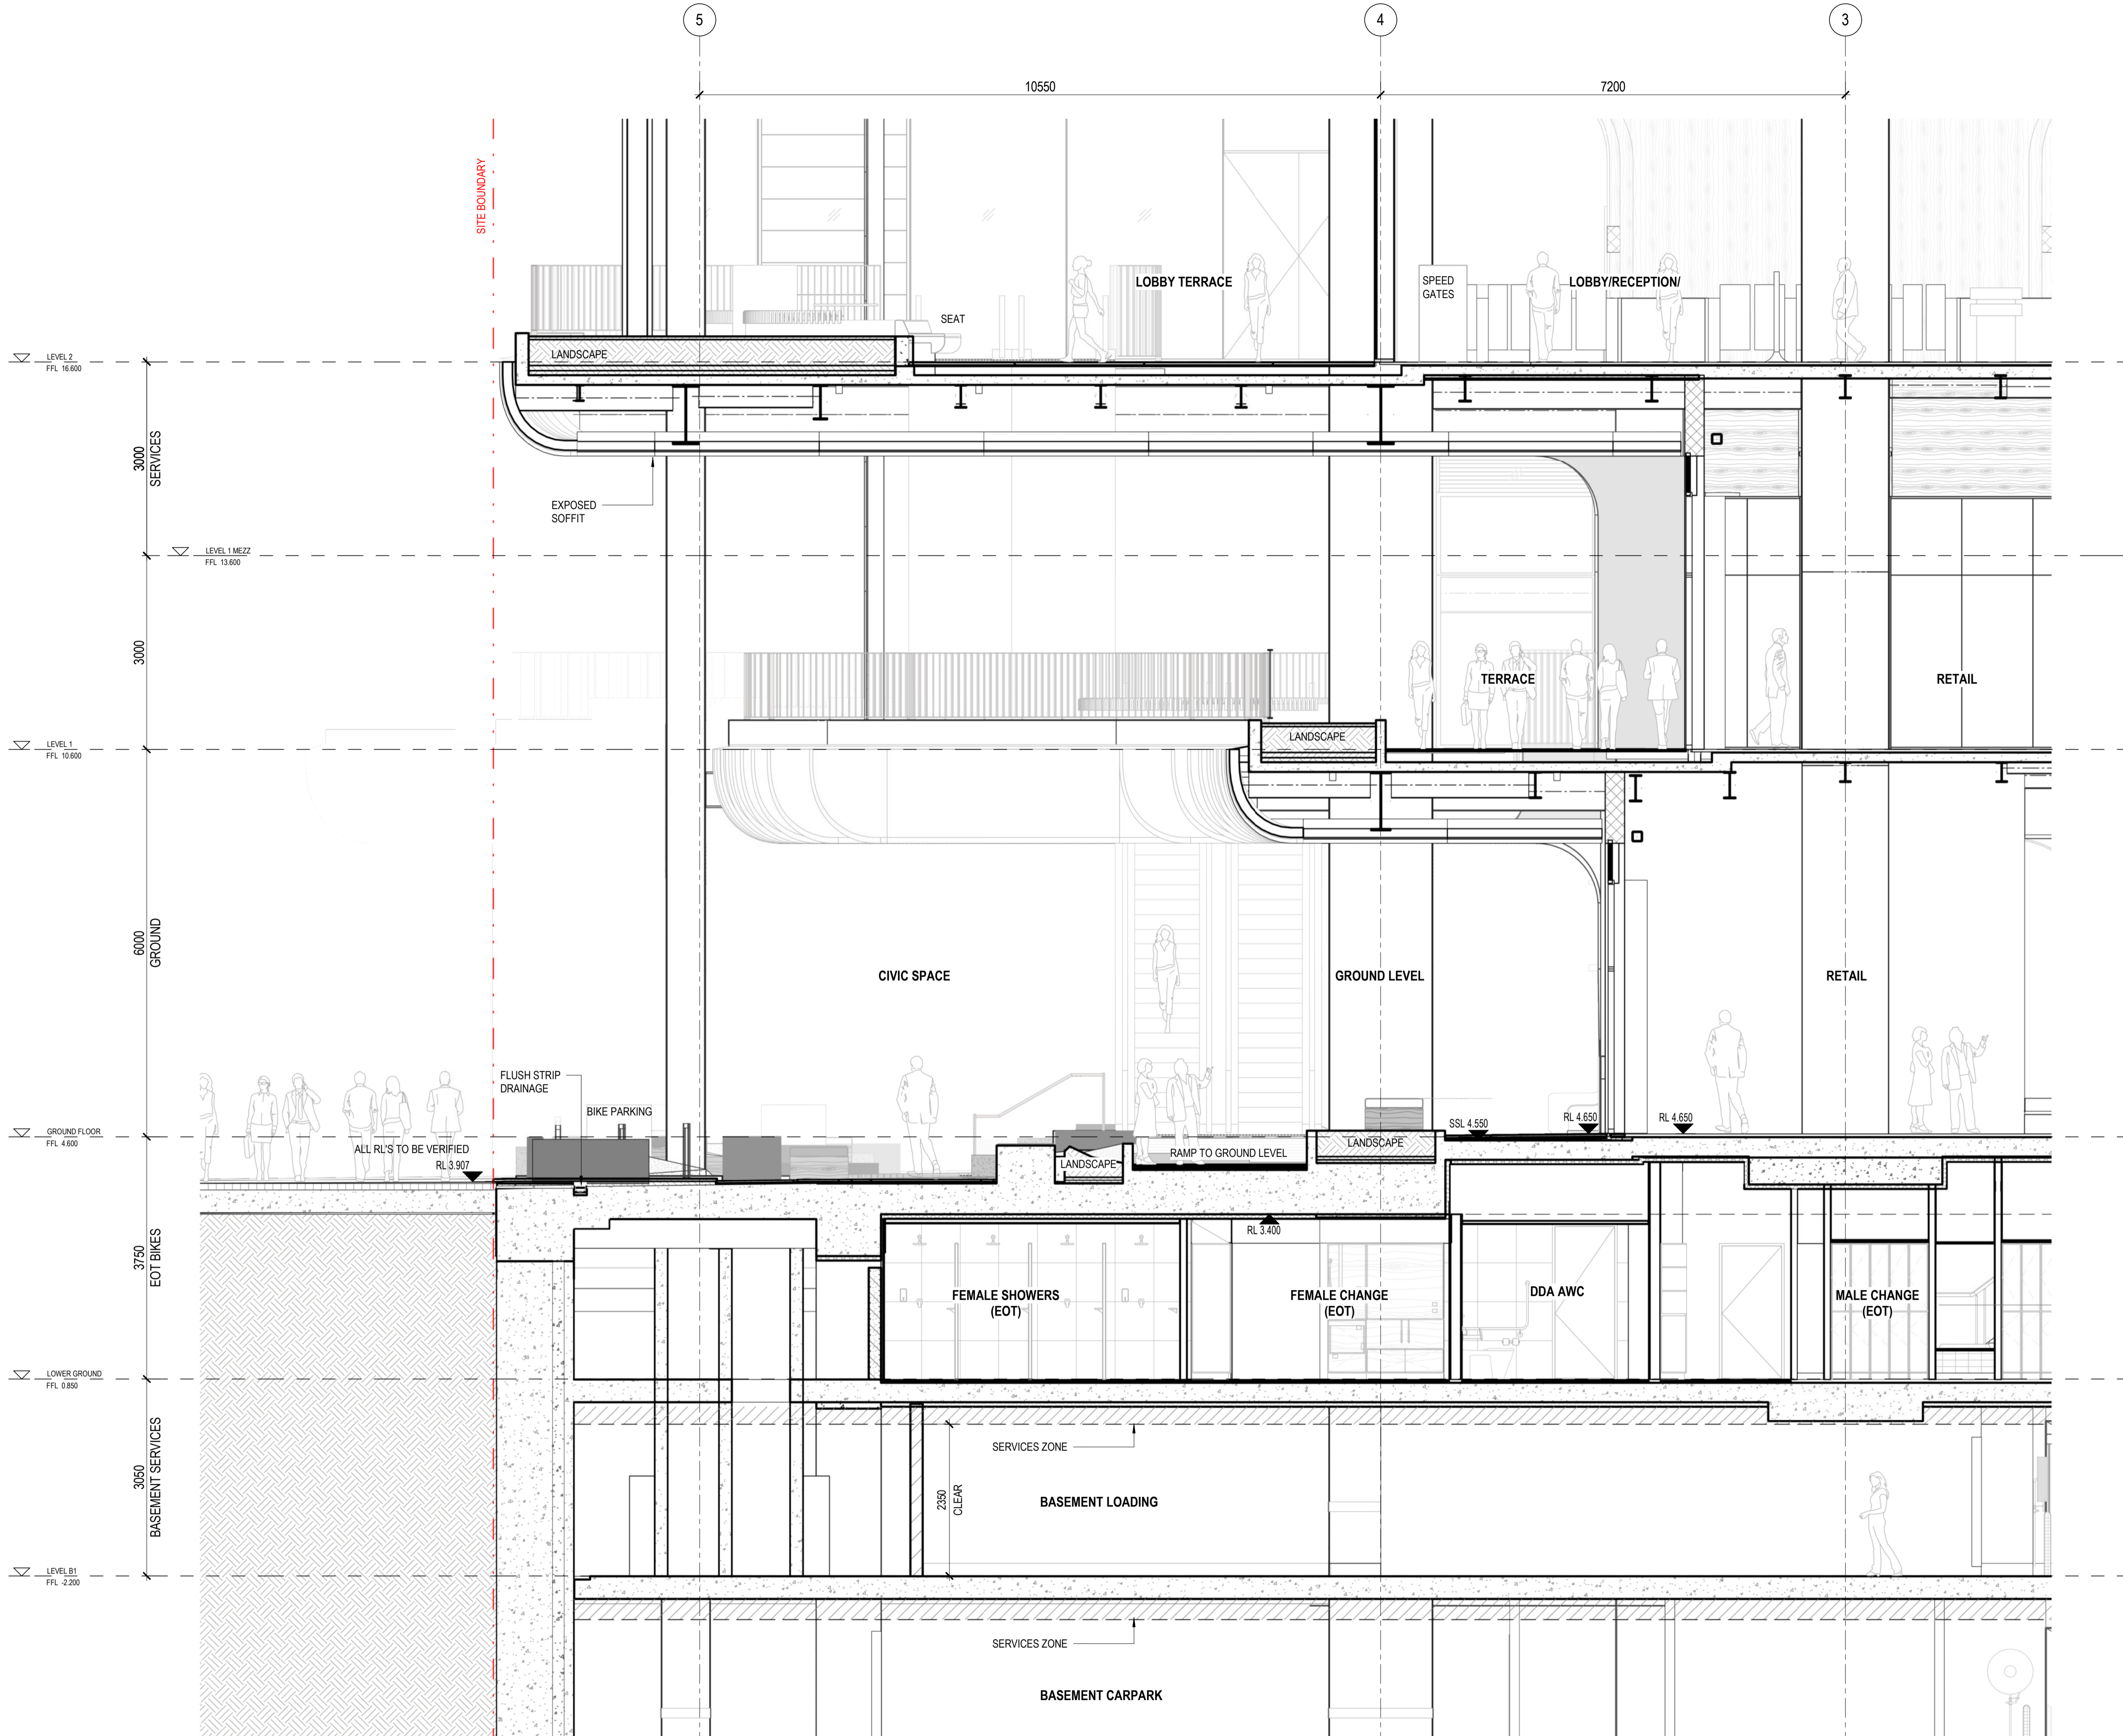 5
4
3
10550
7200
SITE BOUNDARY
LOBBY TERRACE
SPEED
GATES
LOBBY/RECEPTION/
SEAT
LANDSCAPE
LEVEL 2
FFL 16.600
3000
SERVICES
EXPOSED
SOFFIT
LEVEL 1 MEZZ
FFL 13.600
3000
TERRACE
RETAIL
LANDSCAPE
LEVEL 1
FFL 10.600
6000
GROUND
CIVIC SPACE
GROUND LEVEL
RETAIL
FLUSH STRIP
DRAINAGE
BIKE PARKING
SSL 4.550
RL 4.650
RL 4.650
GROUND FLOOR
FFL 4.600
ALL RL'S TO BE VERIFIED
RL 3.907
LANDSCAPE
RAMP TO GROUND LEVEL
LANDSCAPE
RL 3.400
3750
EOT BIKES
FEMALE SHOWERS
(EOT)
FEMALE CHANGE
(EOT)
DDA AWC
MALE CHANGE
(EOT)
LOWER GROUND
FFL 0.850
SERVICES ZONE
3050
BASEMENT SERVICES
2350
CLEAR
BASEMENT LOADING
LEVEL B1
FFL -2.200
SERVICES ZONE
BASEMENT CARPARK